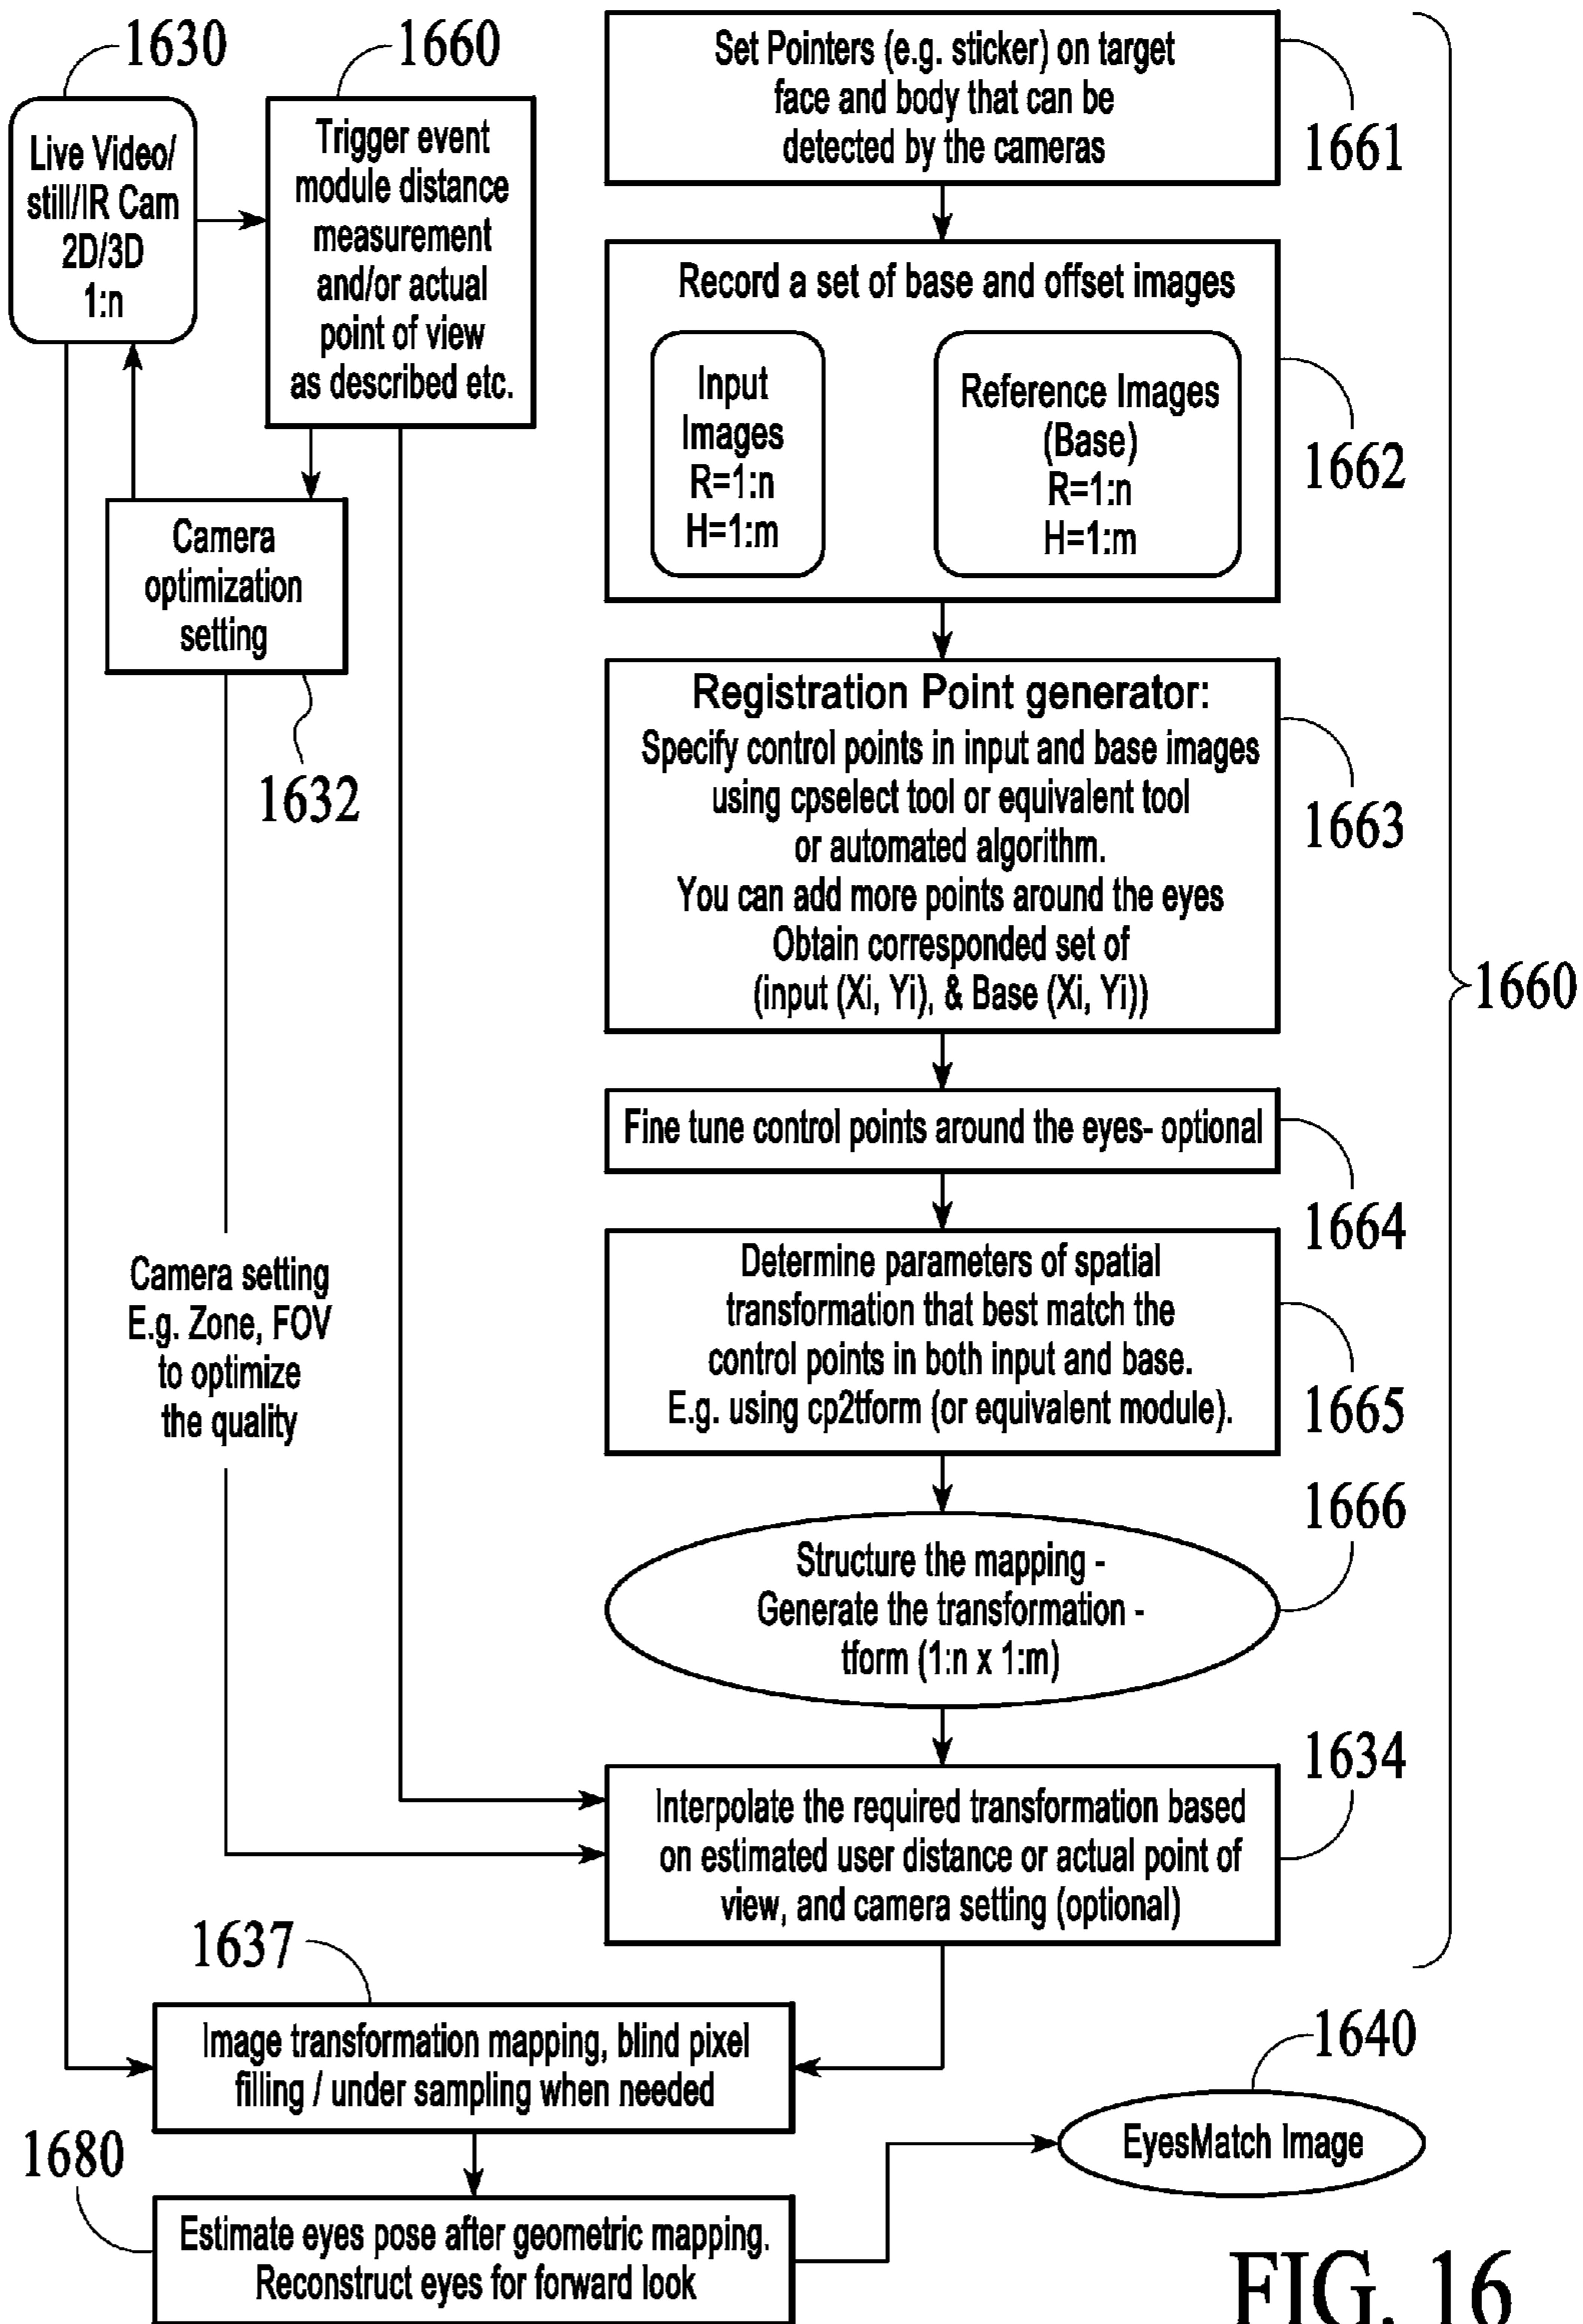 1630
Live Video/
still/IR Cam
2D/3D
1:n
1660
Trigger event
module distance
measurement
and/or actual
point of view
as described etc.
Camera
optimization
setting
1632
Camera setting
E.g. Zone, FOV
to optimize
the quality
Set Pointers (e.g. sticker) on target
face and body that can be
detected by the cameras
1661
Record a set of base and offset images
Input
Images
R=1:n
H=1:m
Reference Images
(Base)
R=1:n
H=1:m
1662
Registration Point generator:
Specify control points in input and base images
using cpselect tool or equivalent tool
or automated algorithm.
You can add more points around the eyes
Obtain corresponded set of
(input (Xi, Yi), & Base (Xi, Yi))
1663
1660
Fine tune control points around the eyes- optional
1664
Determine parameters of spatial
transformation that best match the
control points in both input and base.
E.g. using cp2tform (or equivalent module).
1665
1666
Structure the mapping -
Generate the transformation -
tform (1:n x 1:m)
1634
Interpolate the required transformation based
on estimated user distance or actual point of
view, and camera setting (optional)
1637
Image transformation mapping, blind pixel
filling / under sampling when needed
1640
EyesMatch Image
1680
Estimate eyes pose after geometric mapping.
Reconstruct eyes for forward look
FIG. 16